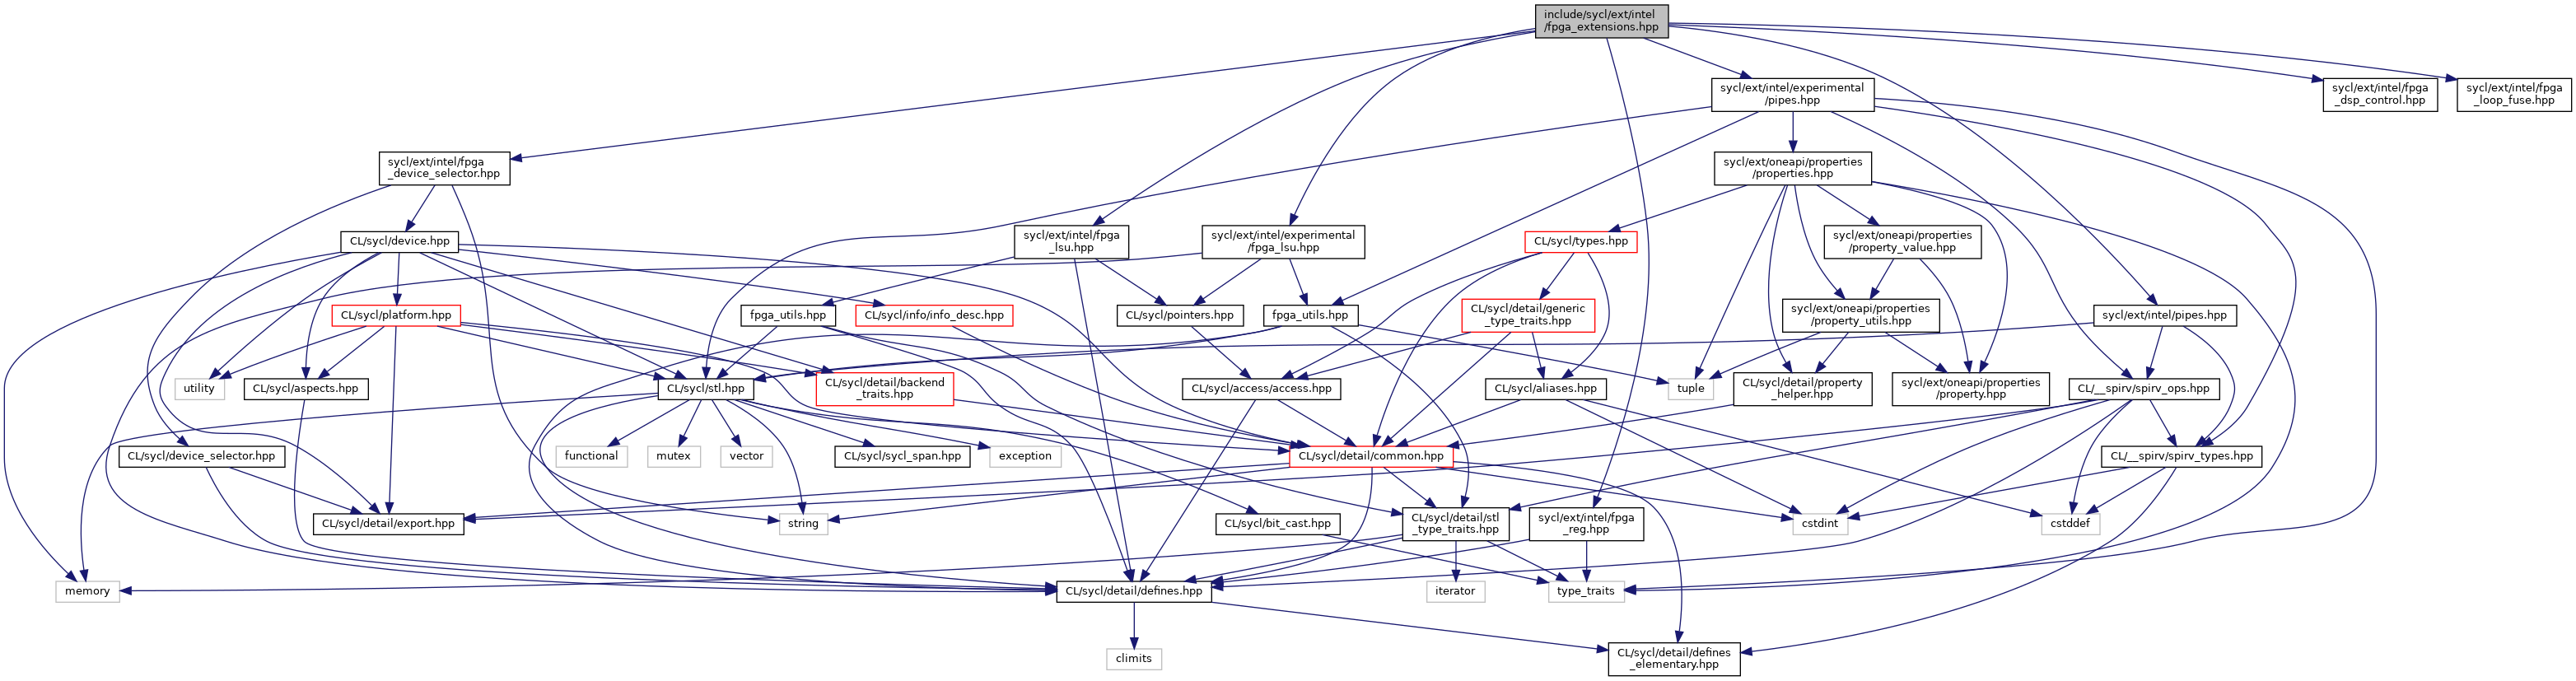 include/sycl/ext/intel
/fpga_extensions.hpp
sycl/ext/intel/experimental
/pipes.hpp
sycl/ext/intel/fpga
_dsp_control.hpp
sycl/ext/intel/fpga
_loop_fuse.hpp
sycl/ext/intel/fpga
_device_selector.hpp
sycl/ext/oneapi/properties
/properties.hpp
CL/sycl/device.hpp
sycl/ext/intel/fpga
_lsu.hpp
sycl/ext/intel/experimental
/fpga_lsu.hpp
CL/sycl/types.hpp
sycl/ext/oneapi/properties
/property_value.hpp
CL/sycl/platform.hpp
fpga_utils.hpp
CL/sycl/info/info_desc.hpp
CL/sycl/pointers.hpp
fpga_utils.hpp
CL/sycl/detail/generic
_type_traits.hpp
sycl/ext/oneapi/properties
/property_utils.hpp
sycl/ext/intel/pipes.hpp
utility
CL/sycl/aspects.hpp
CL/sycl/stl.hpp
CL/sycl/detail/backend
_traits.hpp
CL/sycl/access/access.hpp
CL/sycl/aliases.hpp
tuple
CL/sycl/detail/property
_helper.hpp
sycl/ext/oneapi/properties
/property.hpp
CL/__spirv/spirv_ops.hpp
CL/sycl/device_selector.hpp
functional
mutex
vector
CL/sycl/sycl_span.hpp
exception
CL/sycl/detail/common.hpp
CL/__spirv/spirv_types.hpp
CL/sycl/detail/export.hpp
string
CL/sycl/bit_cast.hpp
CL/sycl/detail/stl
_type_traits.hpp
sycl/ext/intel/fpga
_reg.hpp
cstdint
cstddef
memory
CL/sycl/detail/defines.hpp
iterator
type_traits
climits
CL/sycl/detail/defines
_elementary.hpp